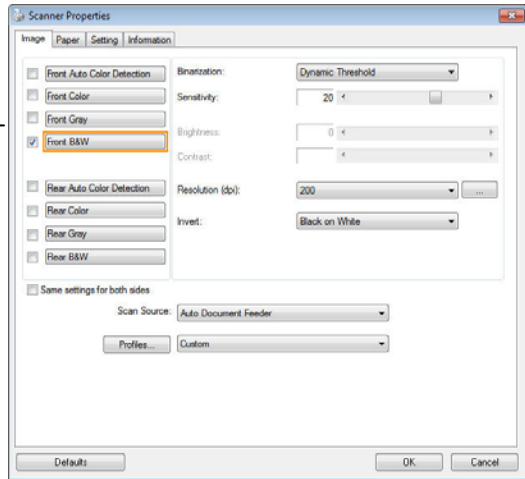 Scanner Properties
Image Paper Setting Information
Front Auto Color Detection
Front Color
Front Gray
Front B&W
Rear Auto Color Detection
Rear Color
Rear Gray
Rear B&W
Binarization: Dynamic Threshold
Sensitivity: 20
Brightness: 0
Contrast:
Resolution (dpi): 200 ...
Invert: Black on White
Same settings for both sides
Scan Source: Auto Document Feeder
Profiles... Custom
Defaults OK Cancel